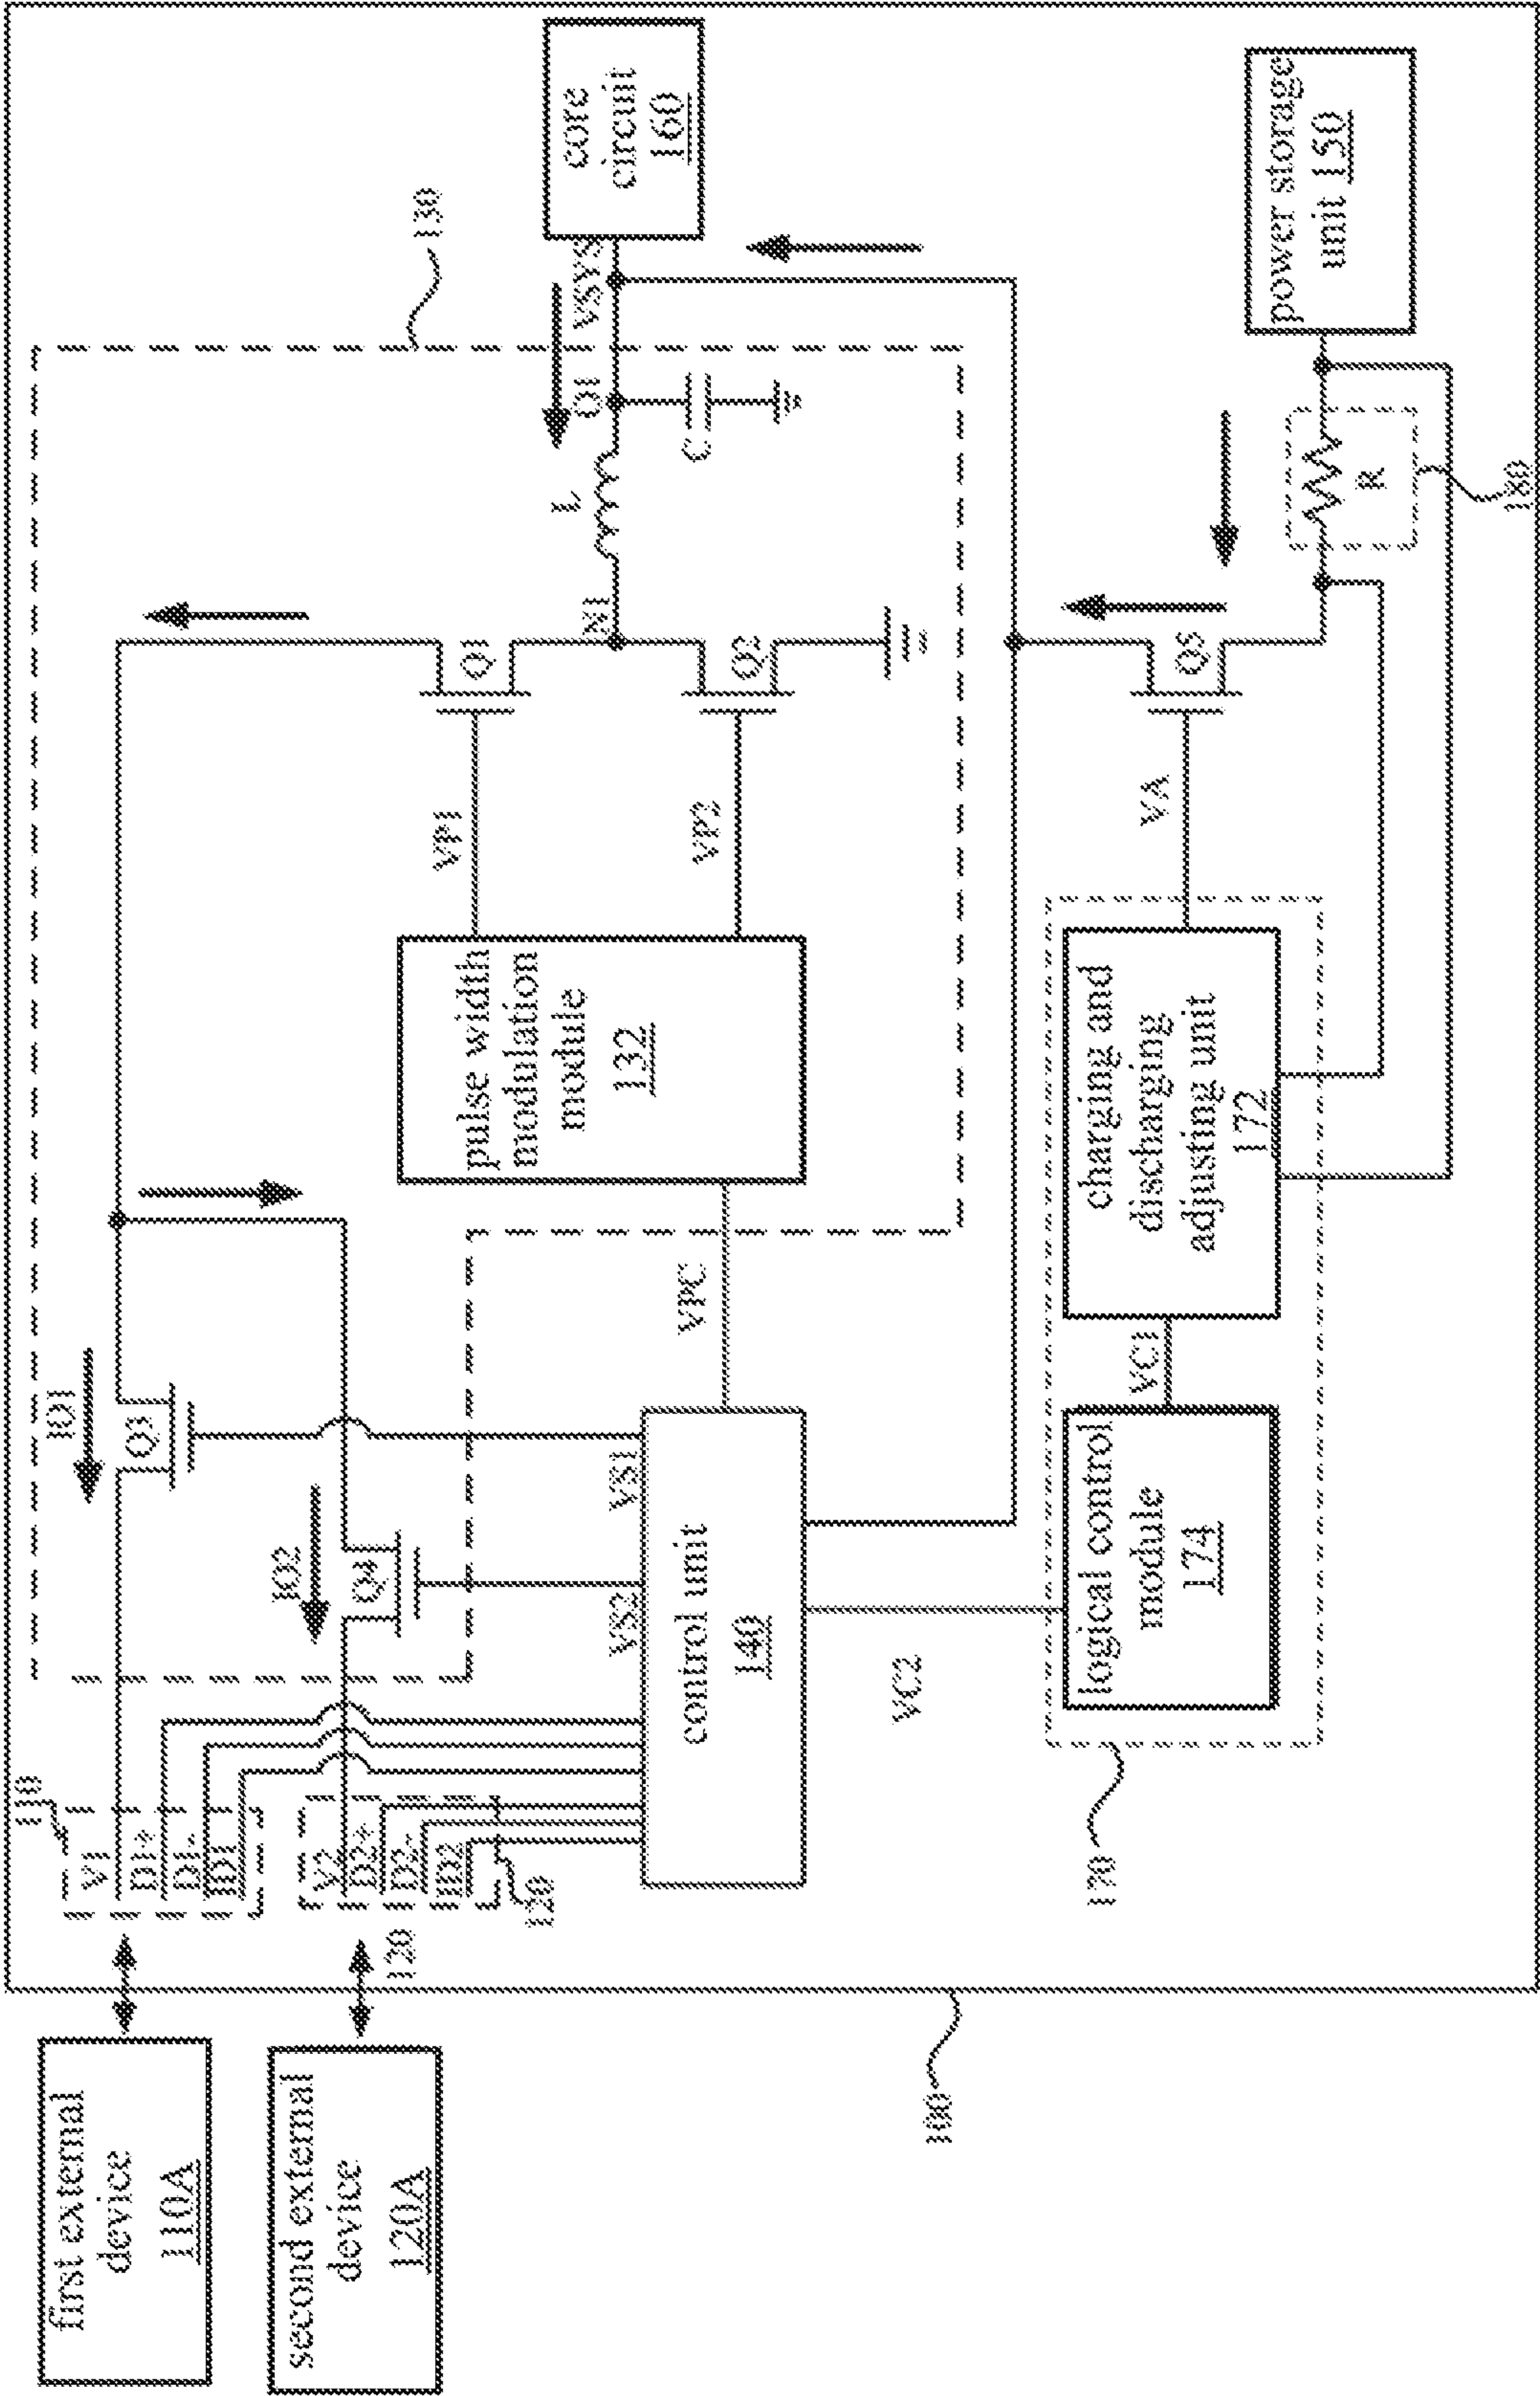 first external
device
110A
second external
device
120A
100
110
V1
D1+
D1-
ID1
V2
D2+
D2-
ID2
120
120
IO1
Q3
IO2
Q4
VS1
VS2
control unit
140
VPC
pulse width
modulation
module
132
VP1
VP2
Q1
N1
Q2
L
O1
C
VSYS
130
core
circuit
160
VC2
170
logical control
module
174
VC1
charging and
discharging
adjusting unit
172
VA
Q5
R
180
power storage
unit 150